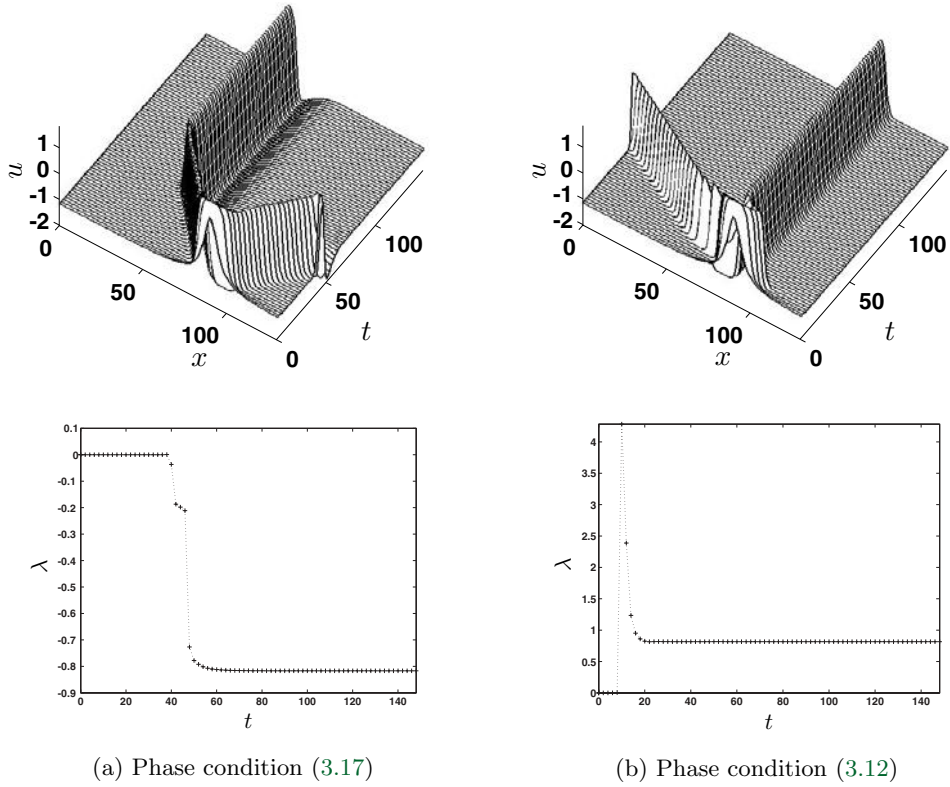 u
1
0
-1
-2
0
50
100
x
0
50
100
t
u
1
0
-1
-2
0
50
100
x
0
50
100
t
0.1
0
-0.1
-0.2
-0.3
-0.4
-0.5
-0.6
-0.7
-0.8
-0.9
λ
0 20 40 60 80 100 120 140
t
4
3.5
3
2.5
2
1.5
1
0.5
0
λ
0 20 40 60 80 100 120 140
t
(a) Phase condition (3.17)
(b) Phase condition (3.12)